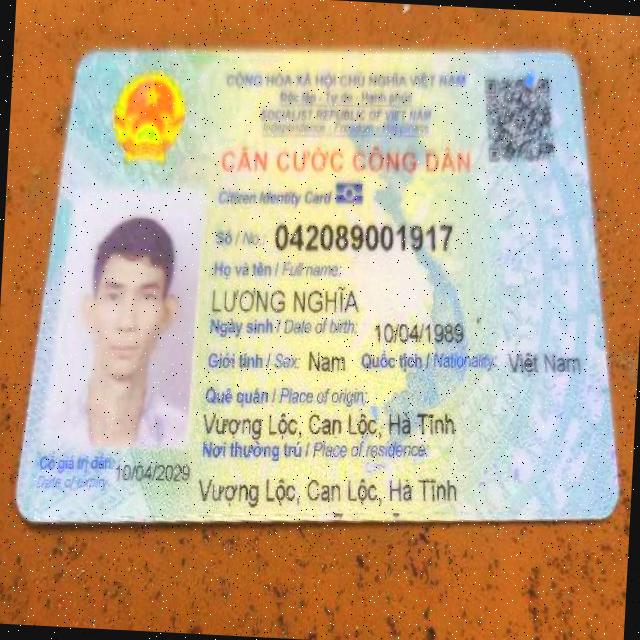 CỘNG HÒA XÃ HỘI CHỦ NGHĨA VIỆT NAM
Độc lập - Tự do - Hạnh phúc
SOCIALIST REPUBLIC OF VIET NAM
Independence - Freedom - Happiness
CĂN CƯỚC CÔNG DÂN
Citizen Identity Card
Số / No.: 042089001917
Họ và tên / Full name:
LƯƠNG NGHĨA
Ngày sinh / Date of birth: 10/04/1989
Giới tính / Sex: Nam Quốc tịch / Nationality: Việt Nam
Quê quán / Place of origin:
Vượng Lộc, Can Lộc, Hà Tĩnh
Nơi thường trú / Place of residence:
Vượng Lộc, Can Lộc, Hà Tĩnh
Có giá trị đến: 10/04/2029
Date of expiry